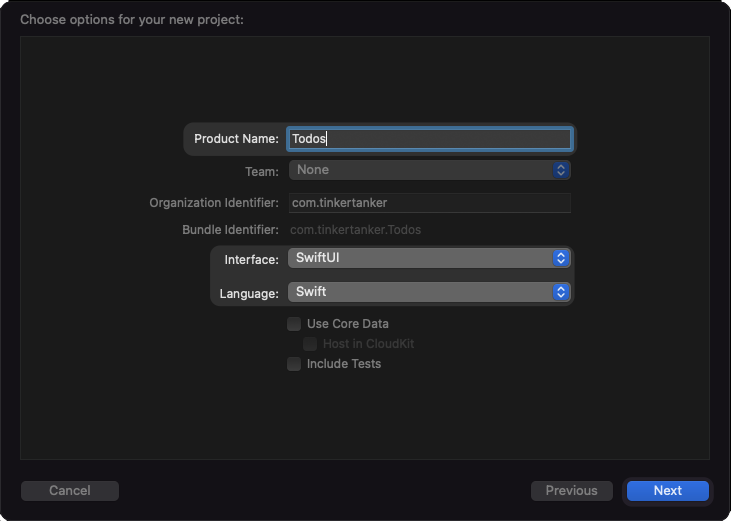 Choose options for your new project:
Product Name: Todos
Team: None
Organization Identifier: com.tinkertanker
Bundle Identifier: com.tinkertanker.Todos
Interface: SwiftUI
Language: Swift
Use Core Data
Host in CloudKit
Include Tests
Cancel Previous Next